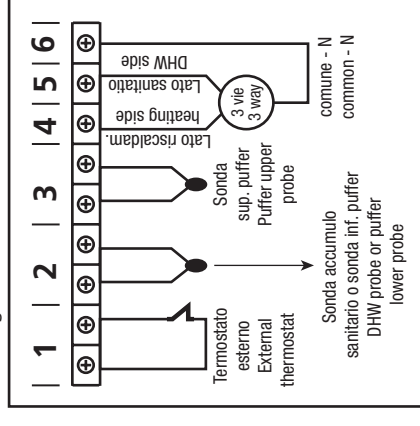 1 2 3 4 5 6
Termostato
esterno
External
thermostat
Sonda accumulo
sanitario o sonda inf. puffer
DHW probe or puffer
lower probe
Sonda
sup. puffer
Puffer upper
probe
Lato riscaldam.
heating side
Lato sanitatio
DHW side
3 vie
3 way
comune - N
common - N